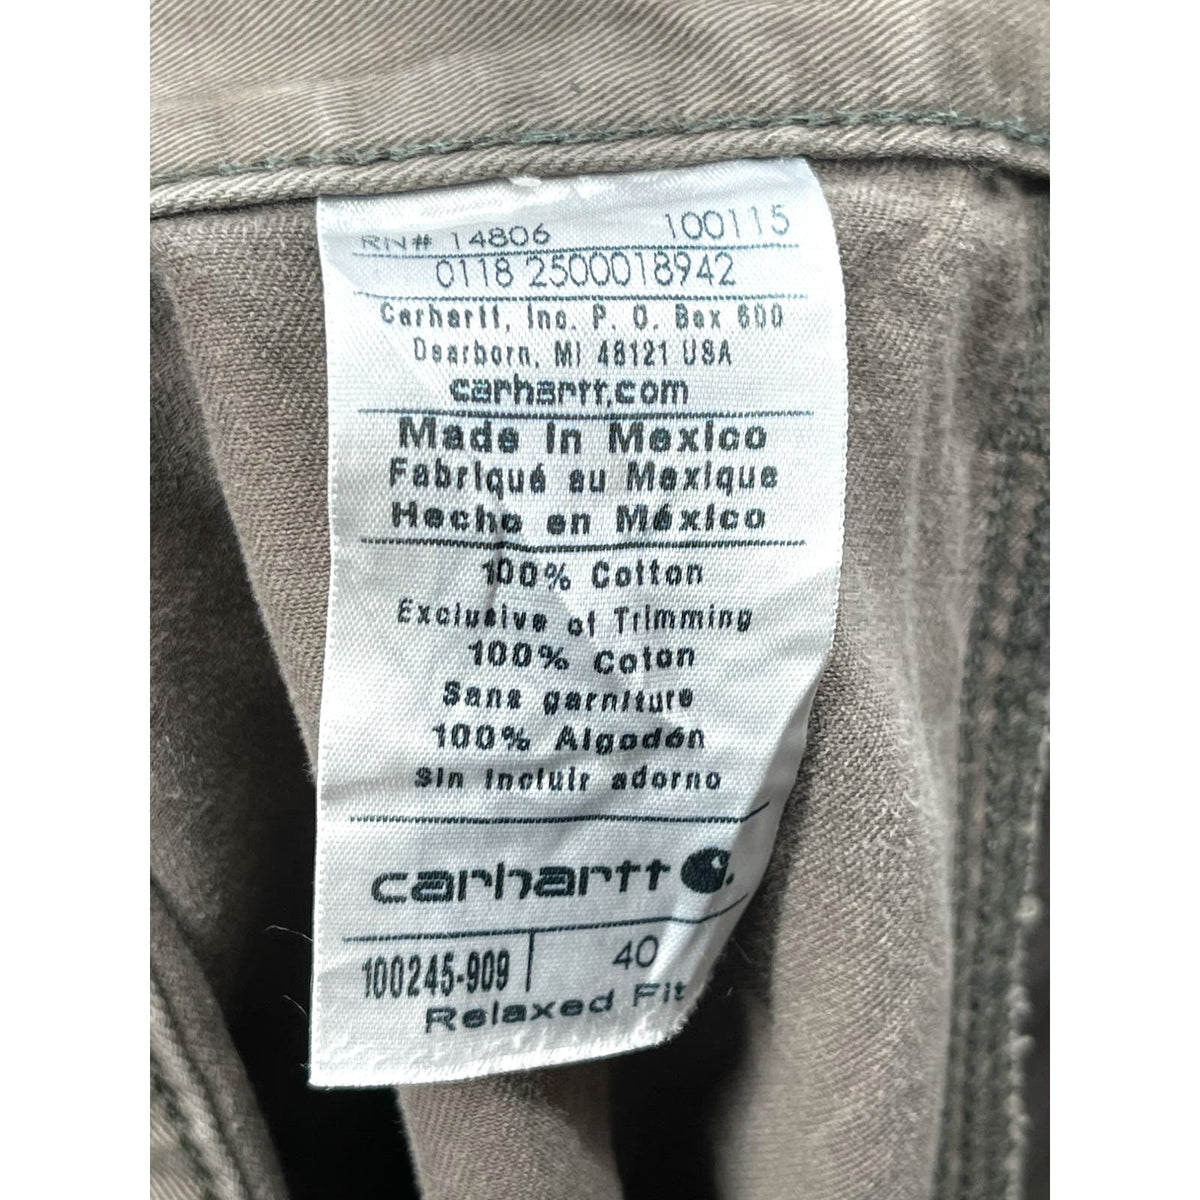 RN# 14806 100115
0118 2500018942
Carhartt, Inc. P. O. Box 600
Dearborn, MI 48121 USA
carhartt.com
Made In Mexico
Fabriqué au Mexique
Hecho en México
100% Cotton
Exclusive of Trimming
100% Coton
Sans garniture
100% Algodón
Sin incluir adorno
carhartt
100245-909 40
Relaxed Fit